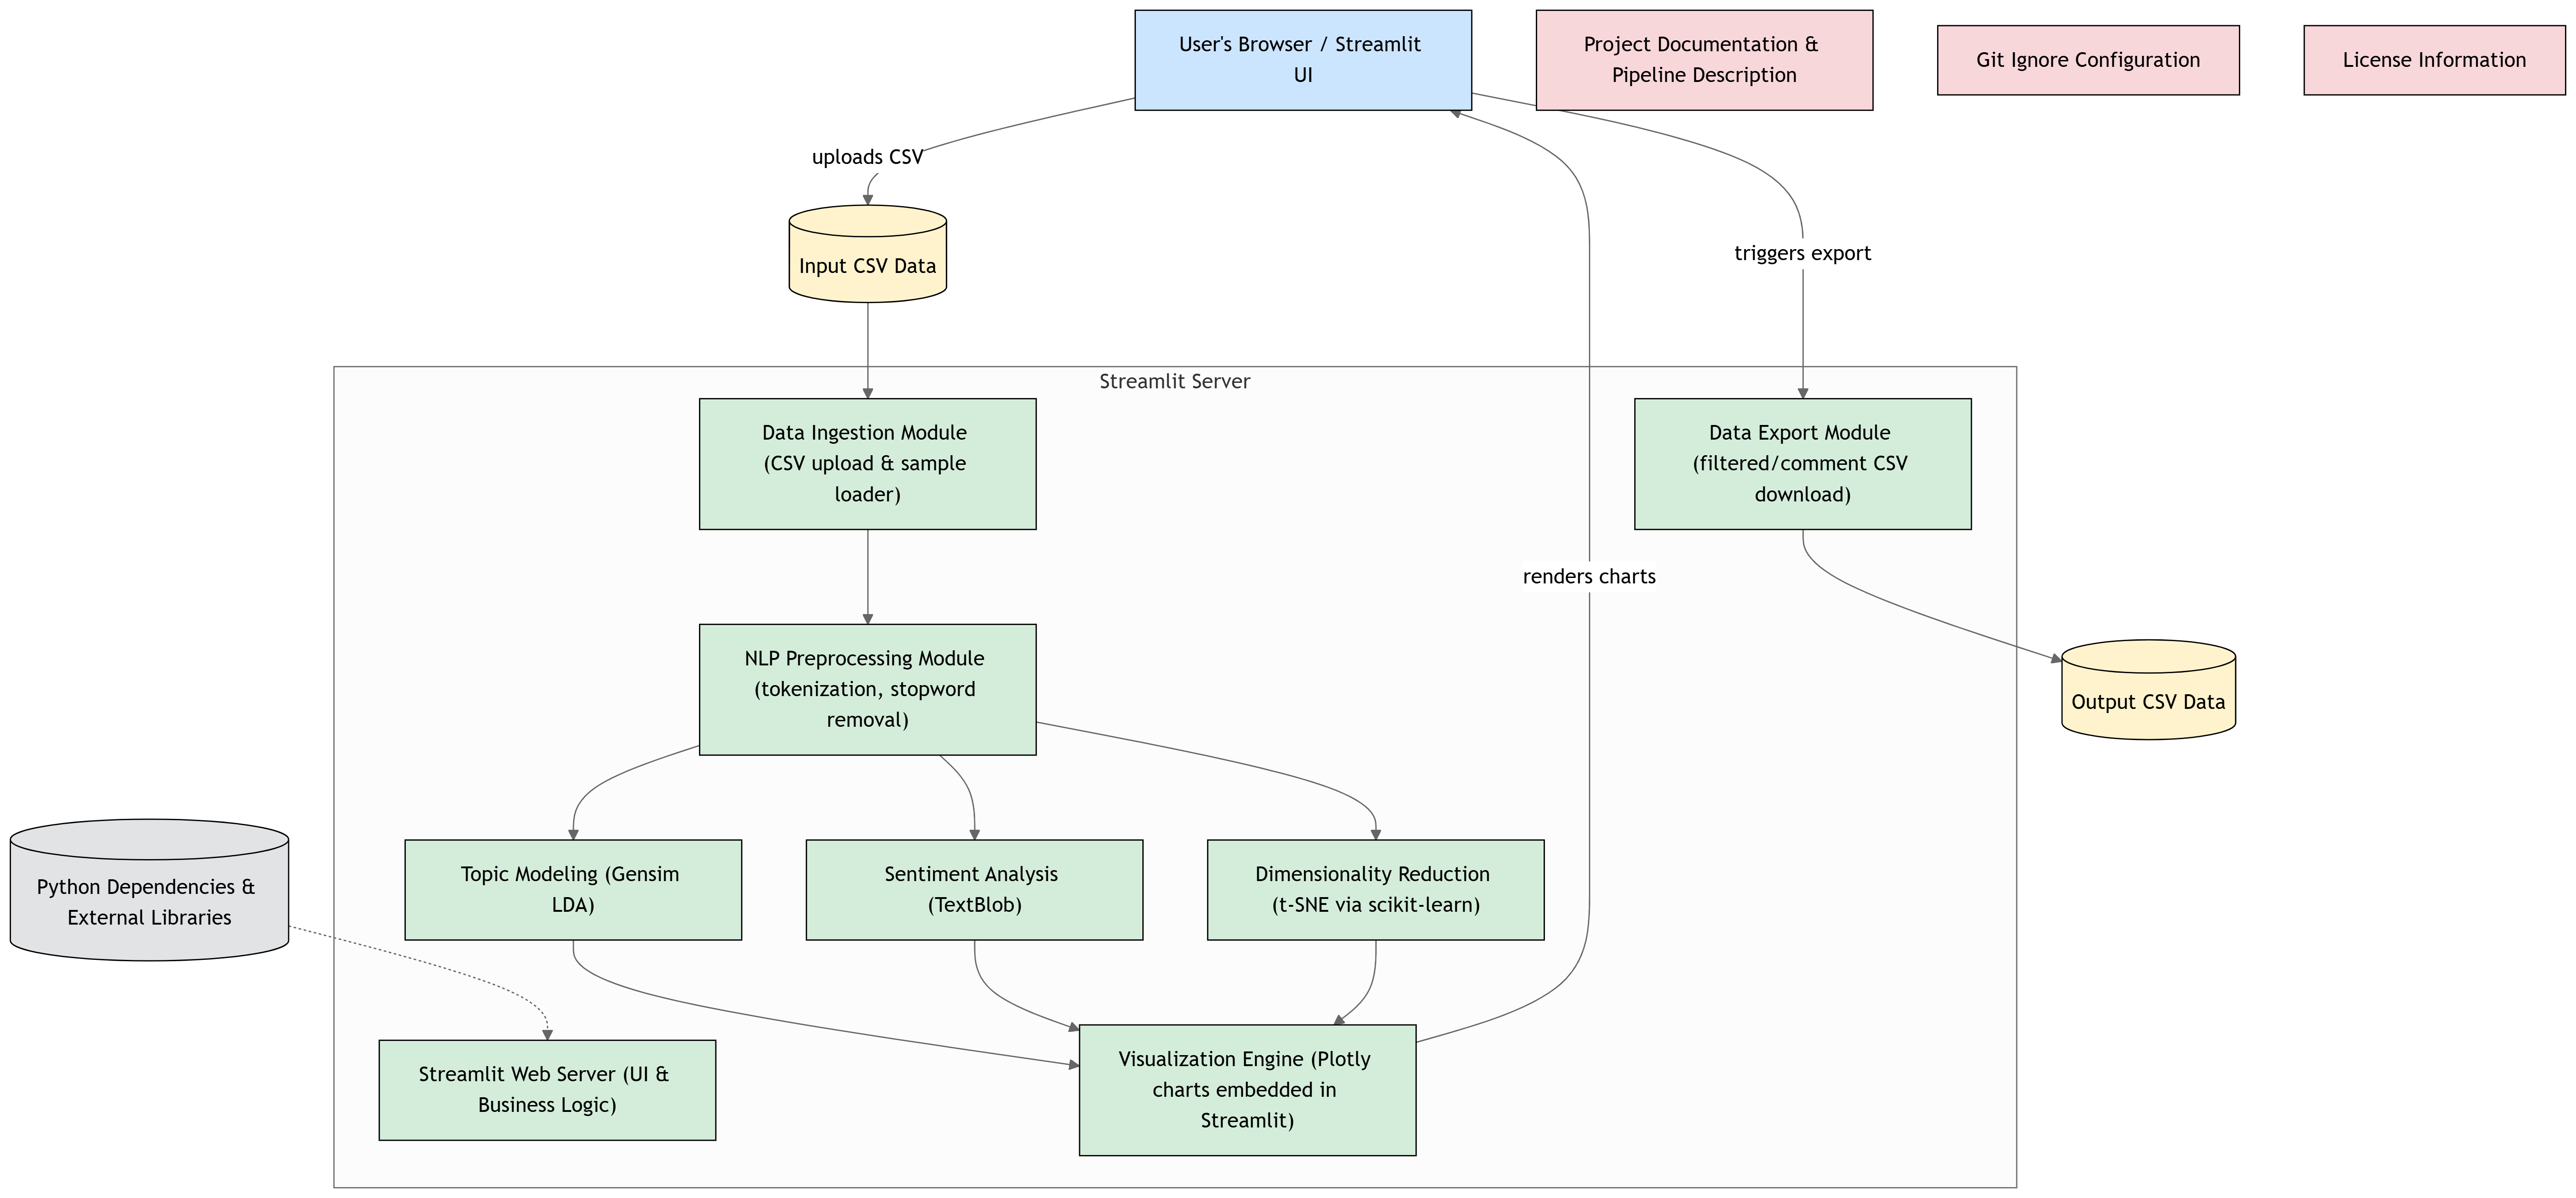 User's Browser / Streamlit
UI
Project Documentation &
Pipeline Description
Git Ignore Configuration
License Information
uploads CSV
Input CSV Data
triggers export
Streamlit Server
Data Ingestion Module
(CSV upload & sample
loader)
Data Export Module
(filtered/comment CSV
download)
renders charts
NLP Preprocessing Module
(tokenization, stopword
removal)
Output CSV Data
Python Dependencies &
External Libraries
Topic Modeling (Gensim
LDA)
Sentiment Analysis
(TextBlob)
Dimensionality Reduction
(t-SNE via scikit-learn)
Streamlit Web Server (UI &
Business Logic)
Visualization Engine (Plotly
charts embedded in
Streamlit)